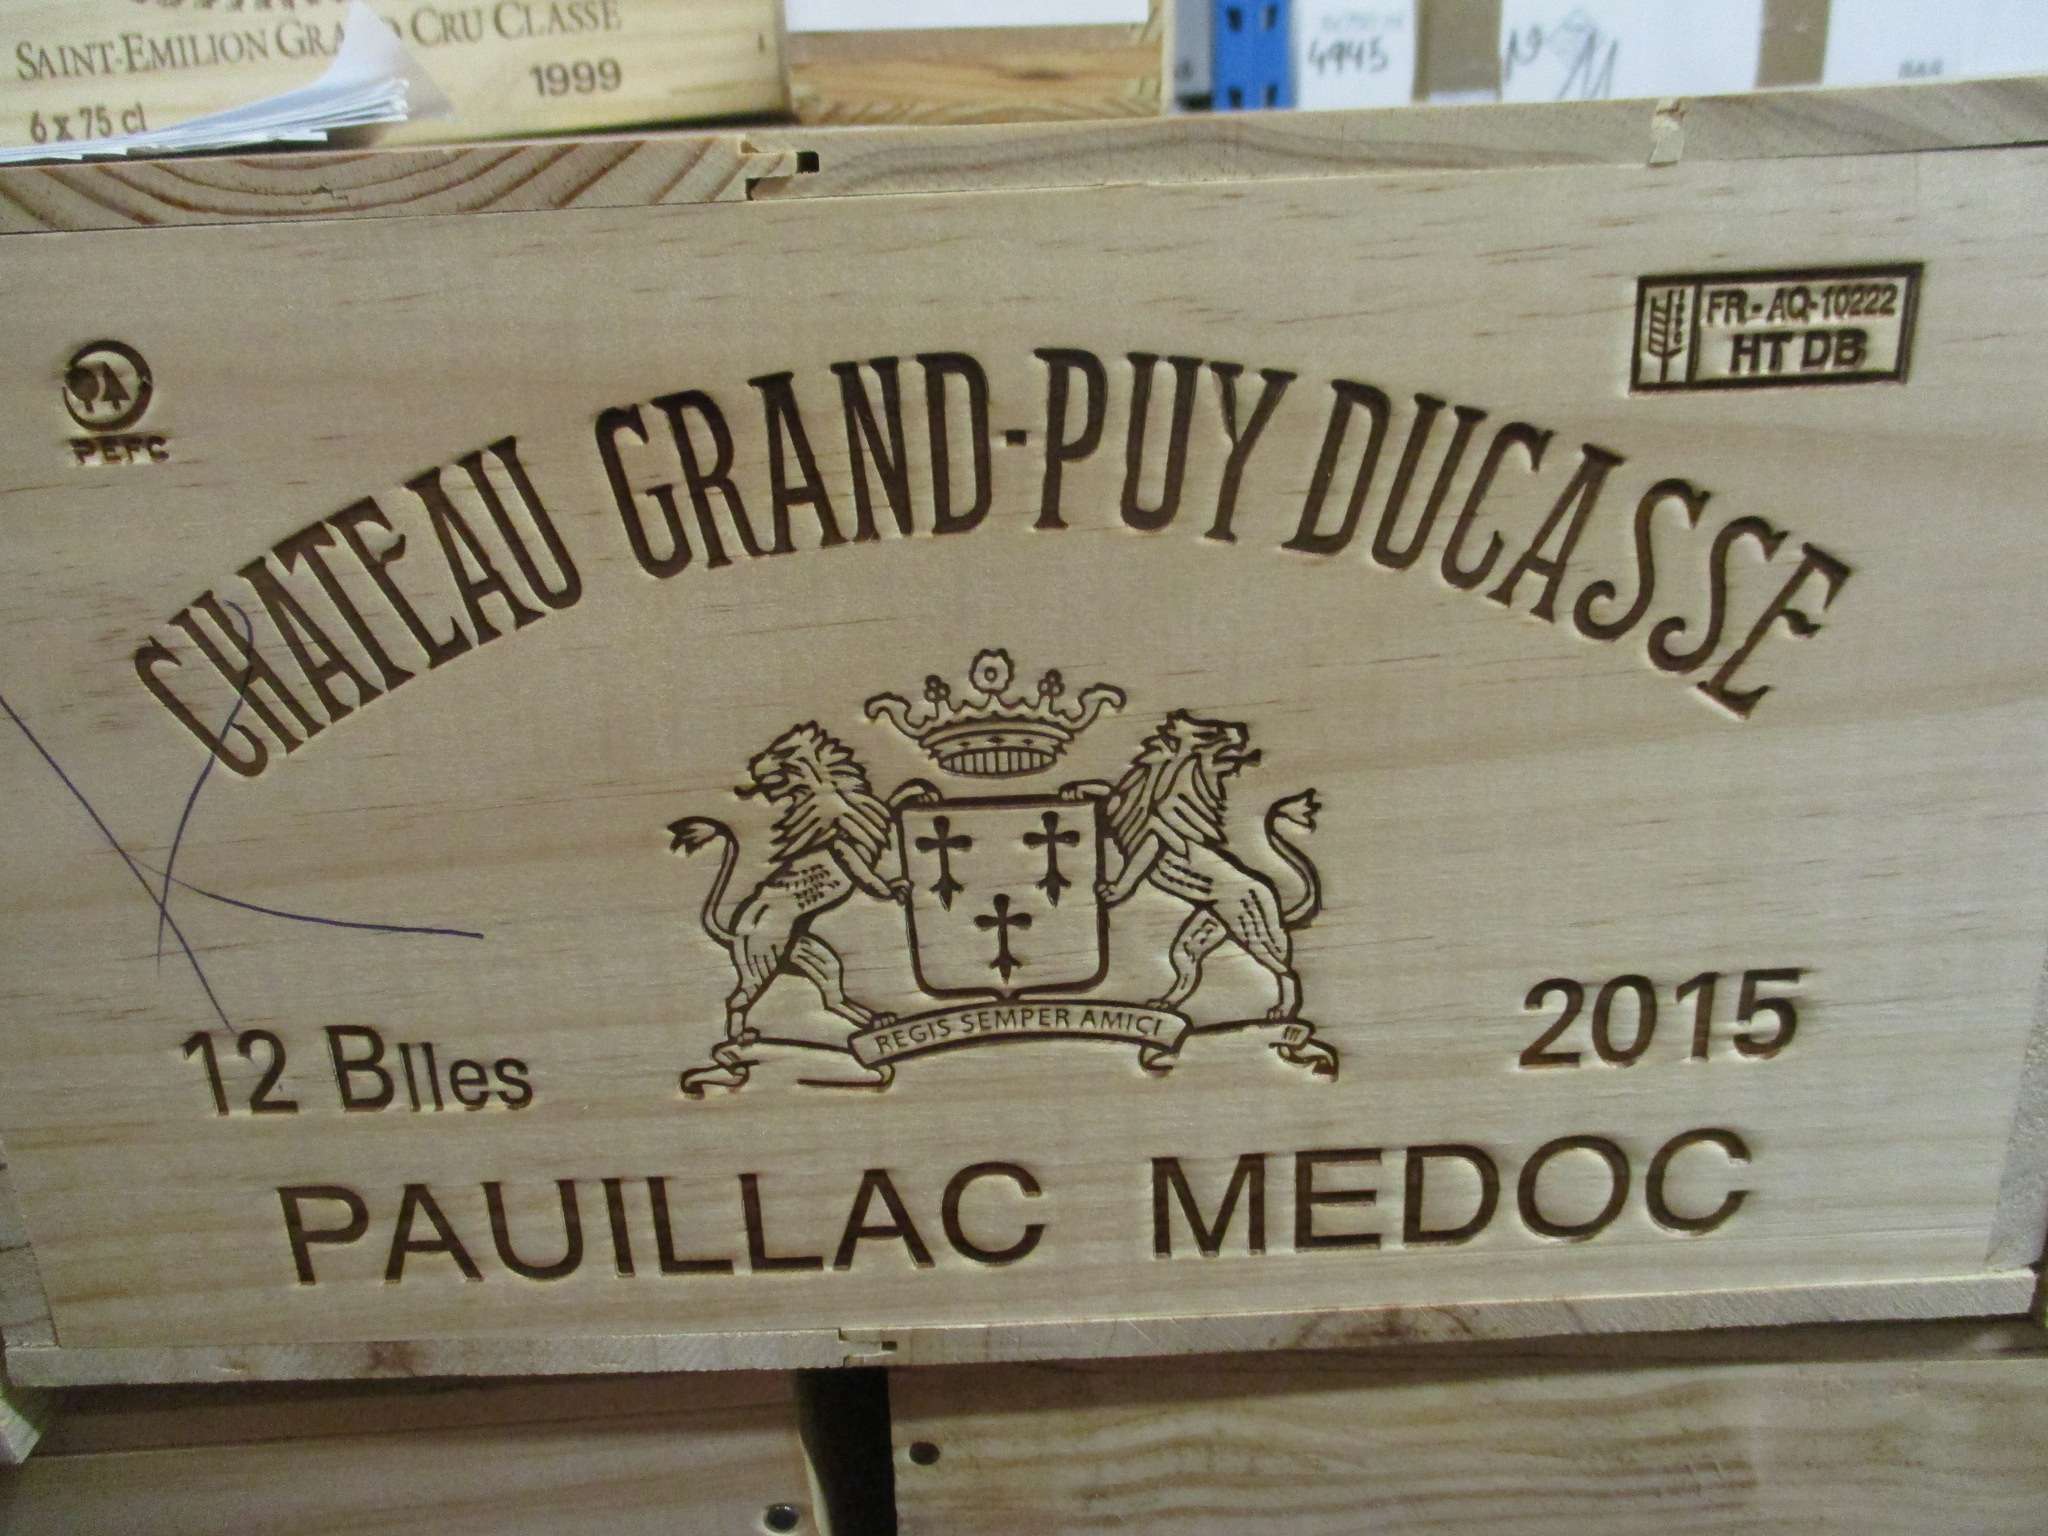 SAINT-EMILION GRAND CRU CLASSE
1999
6 x 75 cl
4945
FR - AQ-10222
HT DB
PEFC
CHATEAU GRAND-PUY DUCASSE
REGIS SEMPER AMICI
12 Blles
2015
PAUILLAC MEDOC